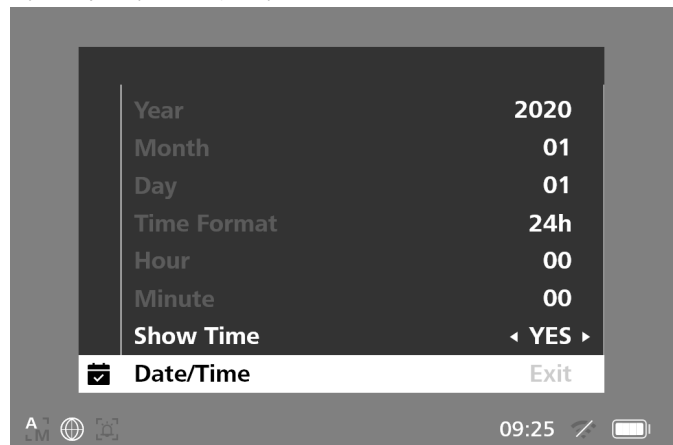 Year 2020
Month 01
Day 01
Time Format 24h
Hour 00
Minute 00
Show Time YES
Date/Time Exit
A M 09:25